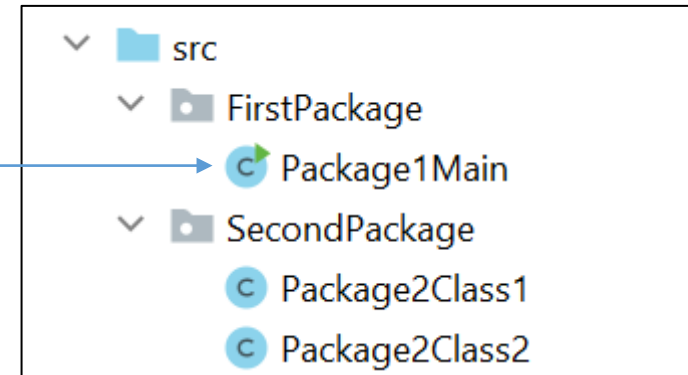 src
FirstPackage
C Package1Main
SecondPackage
C Package2Class1
C Package2Class2